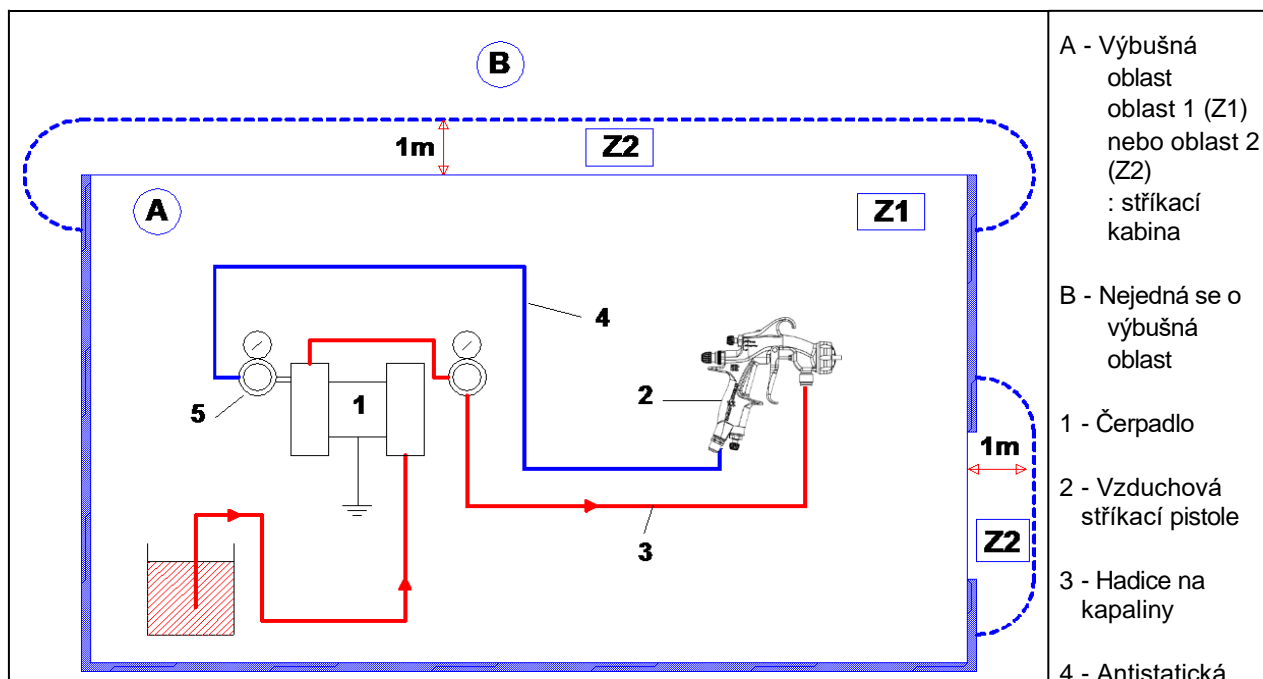 B
1m
Z2
A
Z1
4
1
2
5
1m
Z2
3
A - Výbušná
oblast
oblast 1 (Z1)
nebo oblast 2
(Z2)
: stříkací
kabina
B - Nejedná se o
výbušná
oblast
1 - Čerpadlo
2 - Vzduchová
stříkací pistole
3 - Hadice na
kapaliny
4 - Antistatická